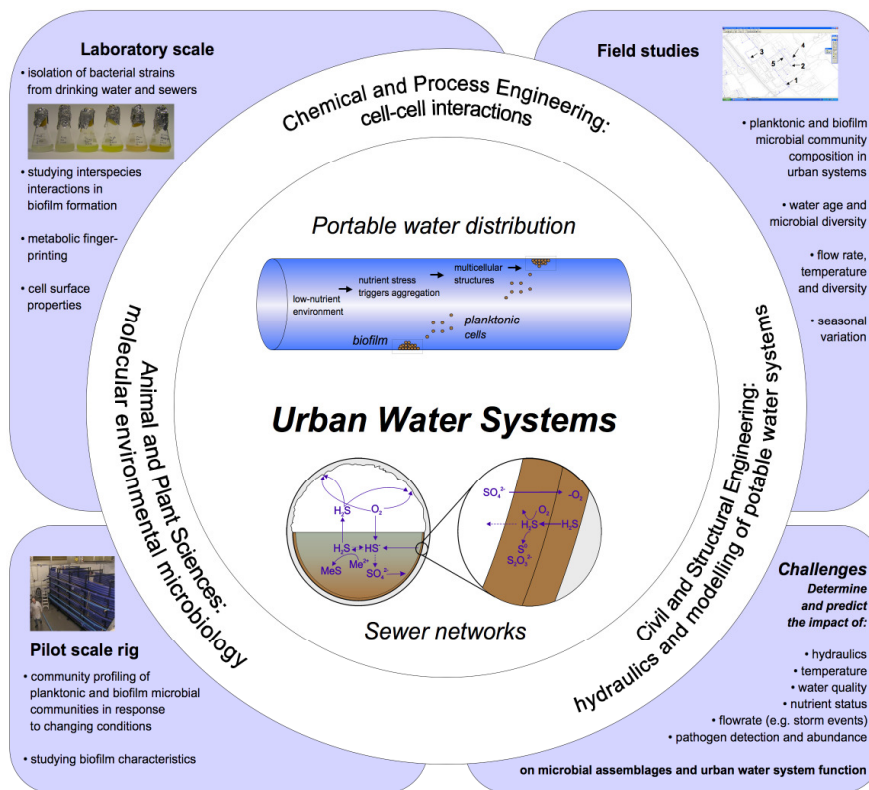 Laboratory scale
• isolation of bacterial strains
from drinking water and sewers
• studying interspecies
interactions in
biofilm formation
• metabolic finger-
printing
• cell surface
properties
Field studies
3
4
5
2
1
• planktonic and biofilm
microbial community
composition in
urban systems
• water age and
microbial diversity
• flow rate,
temperature
and diversity
• seasonal
variation
Chemical and Process Engineering:
cell-cell interactions
Animal and Plant Sciences:
molecular environmental microbiology
Civil and Structural Engineering:
hydraulics and modelling of potable water systems
Portable water distribution
low-nutrient
environment
nutrient stress
triggers aggregation
multicellular
structures
planktonic
cells
biofilm
Urban Water Systems
H₂S
O₂
H₂S
HS⁻
Me²⁺
MeS
SO₄²⁻
SO₄²⁻
-O₂
O₂
H₂S
H₂S
S⁰
S₂O₃²⁻
Sewer networks
Pilot scale rig
• community profiling of
planktonic and biofilm microbial
communities in response
to changing conditions
• studying biofilm characteristics
Challenges
Determine
and predict
the impact of:
• hydraulics
• temperature
• water quality
• nutrient status
• flowrate (e.g. storm events)
• pathogen detection and abundance
on microbial assemblages and urban water system function